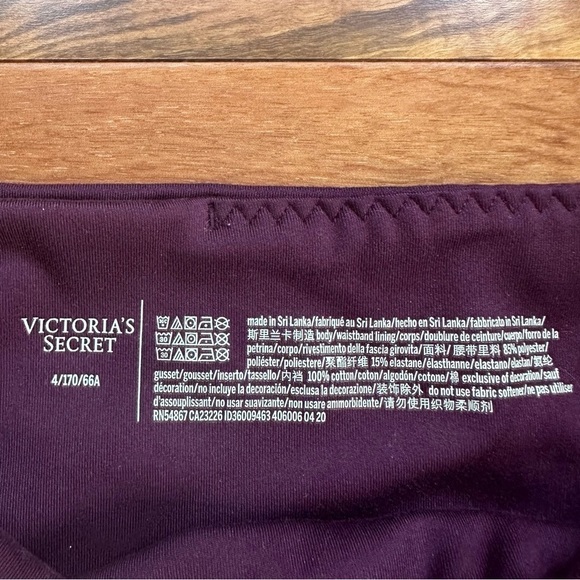 VICTORIA'S
SECRET
4/170/66A
made in Sri Lanka/fabriqué au Sri Lanka/hecho en Sri Lanka/fabbricato in Sri Lanka/
斯里兰卡制造 body/waistband lining/corps/doublure de ceinture/cuerpo/forro de la
petrina/corpo/rivestimento della fascia girovita/面料/腰带里料 85% polyester/
polyéster/poliestere/聚酯纤维 15% elastane/élasthanne/elastano/elastan/氨纶
gusset/gousset/inserto/tassello/内裆 100% cotton/coton/algodón/cotone/棉 exclusive of decoration/sauf
décoration/no incluye la decoración/esclusa la decorazione/装饰除外 do not use fabric softener/ne pas utiliser
d'assouplissant/no usar suavizante/non usare ammorbidente/请勿使用织物柔顺剂
RN54867 CA23226 ID36009463 406006 04 20